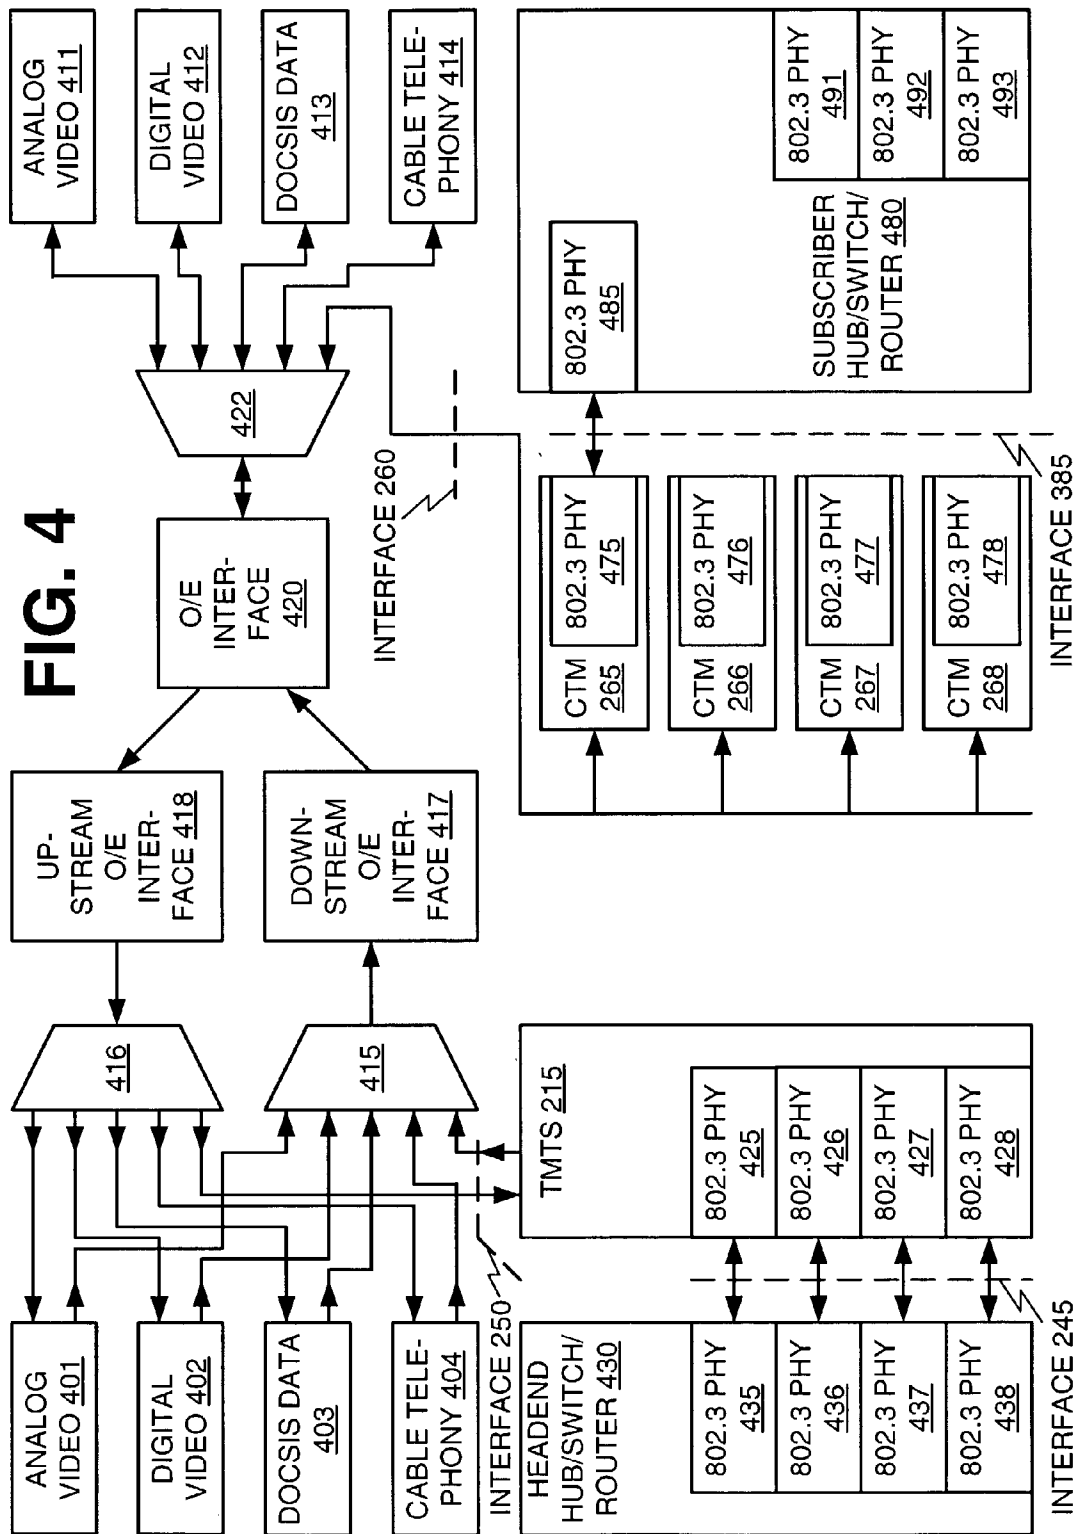 FIG. 4
ANALOG
VIDEO 401
DIGITAL
VIDEO 402
DOCSIS DATA
403
CABLE TELE-
PHONY 404
416
415
UP-
STREAM
O/E
INTER-
FACE 418
DOWN-
STREAM
O/E
INTER-
FACE 417
O/E
INTER-
FACE
420
422
ANALOG
VIDEO 411
DIGITAL
VIDEO 412
DOCSIS DATA
413
CABLE TELE-
PHONY 414
INTERFACE 250
INTERFACE 260
HEADEND
HUB/SWITCH/
ROUTER 430
802.3 PHY
435
802.3 PHY
436
802.3 PHY
437
802.3 PHY
438
INTERFACE 245
TMTS 215
802.3 PHY
425
802.3 PHY
426
802.3 PHY
427
802.3 PHY
428
CTM
265
802.3 PHY
475
CTM
266
802.3 PHY
476
CTM
267
802.3 PHY
477
CTM
268
802.3 PHY
478
INTERFACE 385
802.3 PHY
485
SUBSCRIBER
HUB/SWITCH/
ROUTER 480
802.3 PHY
491
802.3 PHY
492
802.3 PHY
493